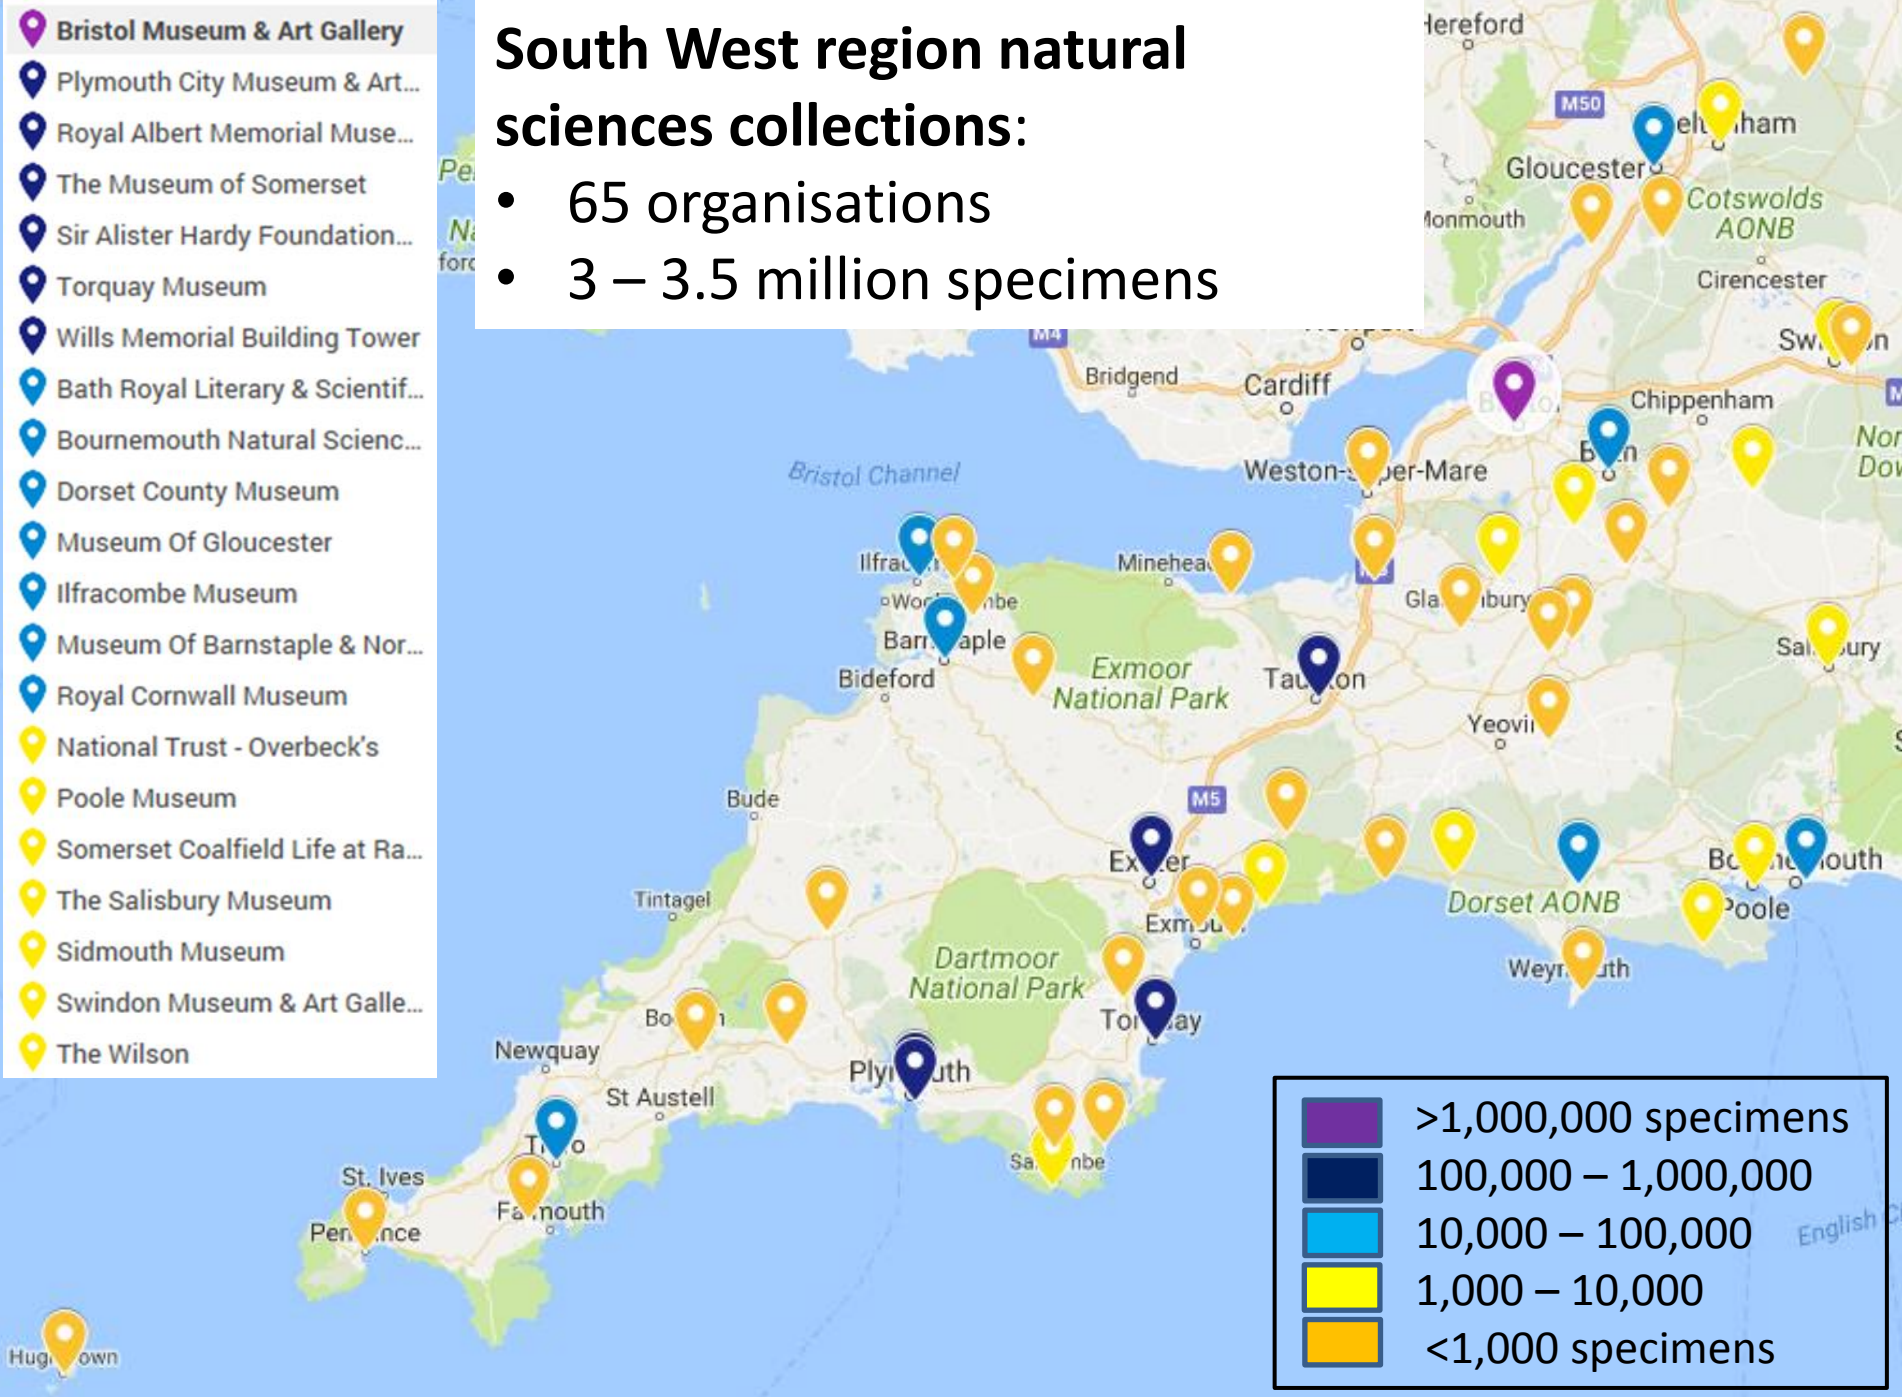 Bristol Museum & Art Gallery
Plymouth City Museum & Art...
Royal Albert Memorial Muse...
The Museum of Somerset
Sir Alister Hardy Foundation...
Torquay Museum
Wills Memorial Building Tower
Bath Royal Literary & Scientif...
Bournemouth Natural Scienc...
Dorset County Museum
Museum Of Gloucester
Ilfracombe Museum
Museum Of Barnstaple & Nor...
Royal Cornwall Museum
National Trust - Overbeck's
Poole Museum
Somerset Coalfield Life at Ra...
The Salisbury Museum
Sidmouth Museum
Swindon Museum & Art Galle...
The Wilson
South West region natural
sciences collections:
• 65 organisations
• 3 – 3.5 million specimens
Hereford
M50
Gloucester
Monmouth
Cotswolds
AONB
Cirencester
M4
Bridgend
Cardiff
Chippenham
Bristol Channel
Weston-super-Mare
Minehead
Exmoor
National Park
Bideford
Yeovil
Bude
M5
Tintagel
Dorset AONB
Poole
Dartmoor
National Park
Newquay
St Austell
St. Ives
English
>1,000,000 specimens
100,000 – 1,000,000
10,000 – 100,000
1,000 – 10,000
<1,000 specimens